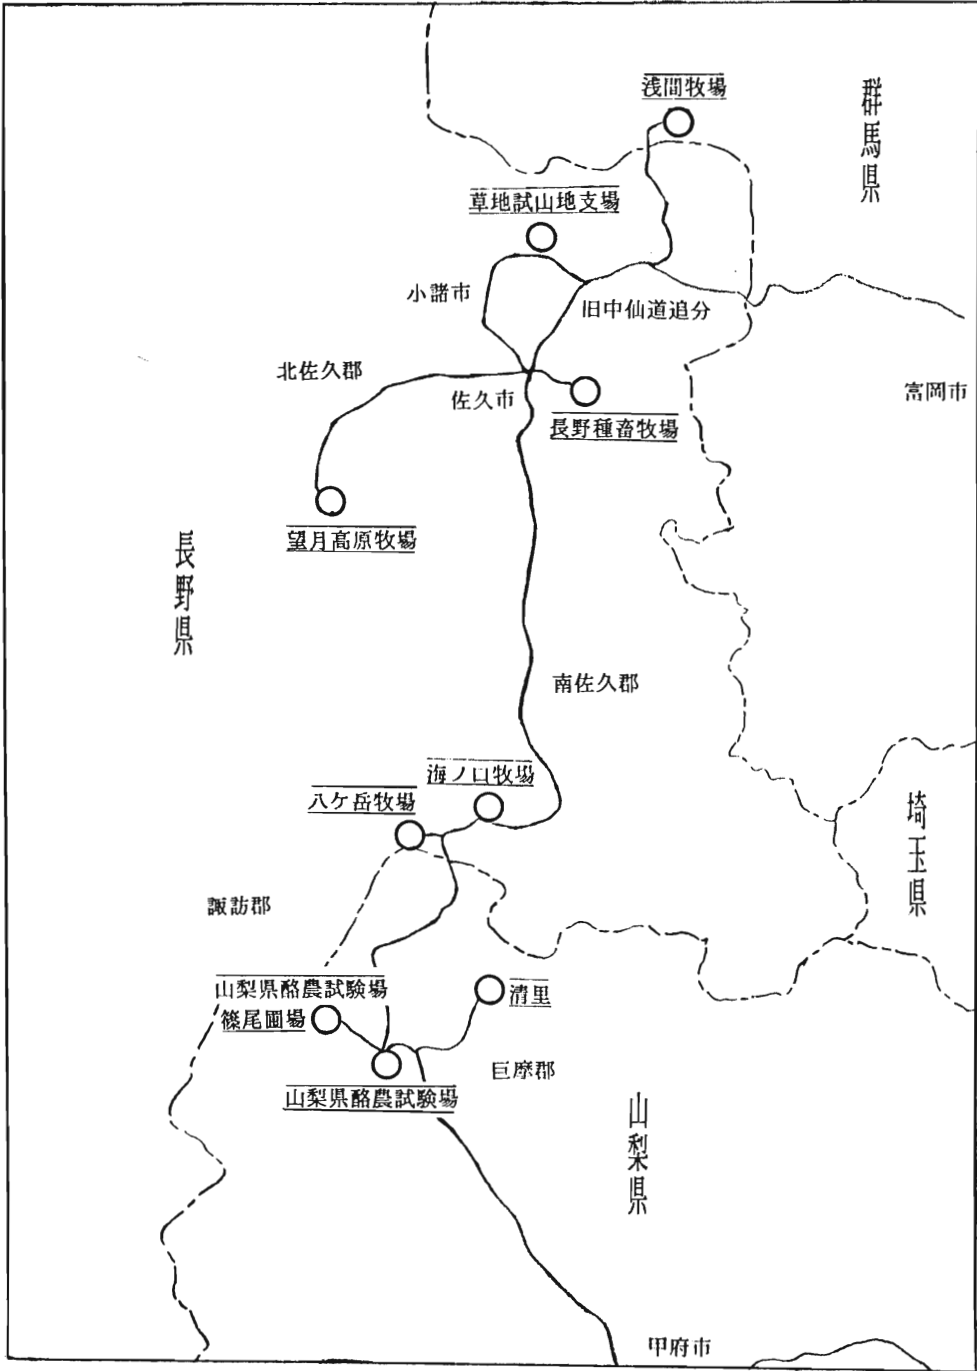 浅間牧場
群馬県
草地試山地支場
小諸市
旧中仙道追分
北佐久郡
佐久市
富岡市
長野種畜牧場
望月高原牧場
長野県
南佐久郡
海ノ口牧場
八ケ岳牧場
埼玉県
諏訪郡
山梨県酪農試験場
篠尾圃場
清里
巨摩郡
山梨県酪農試験場
山梨県
甲府市